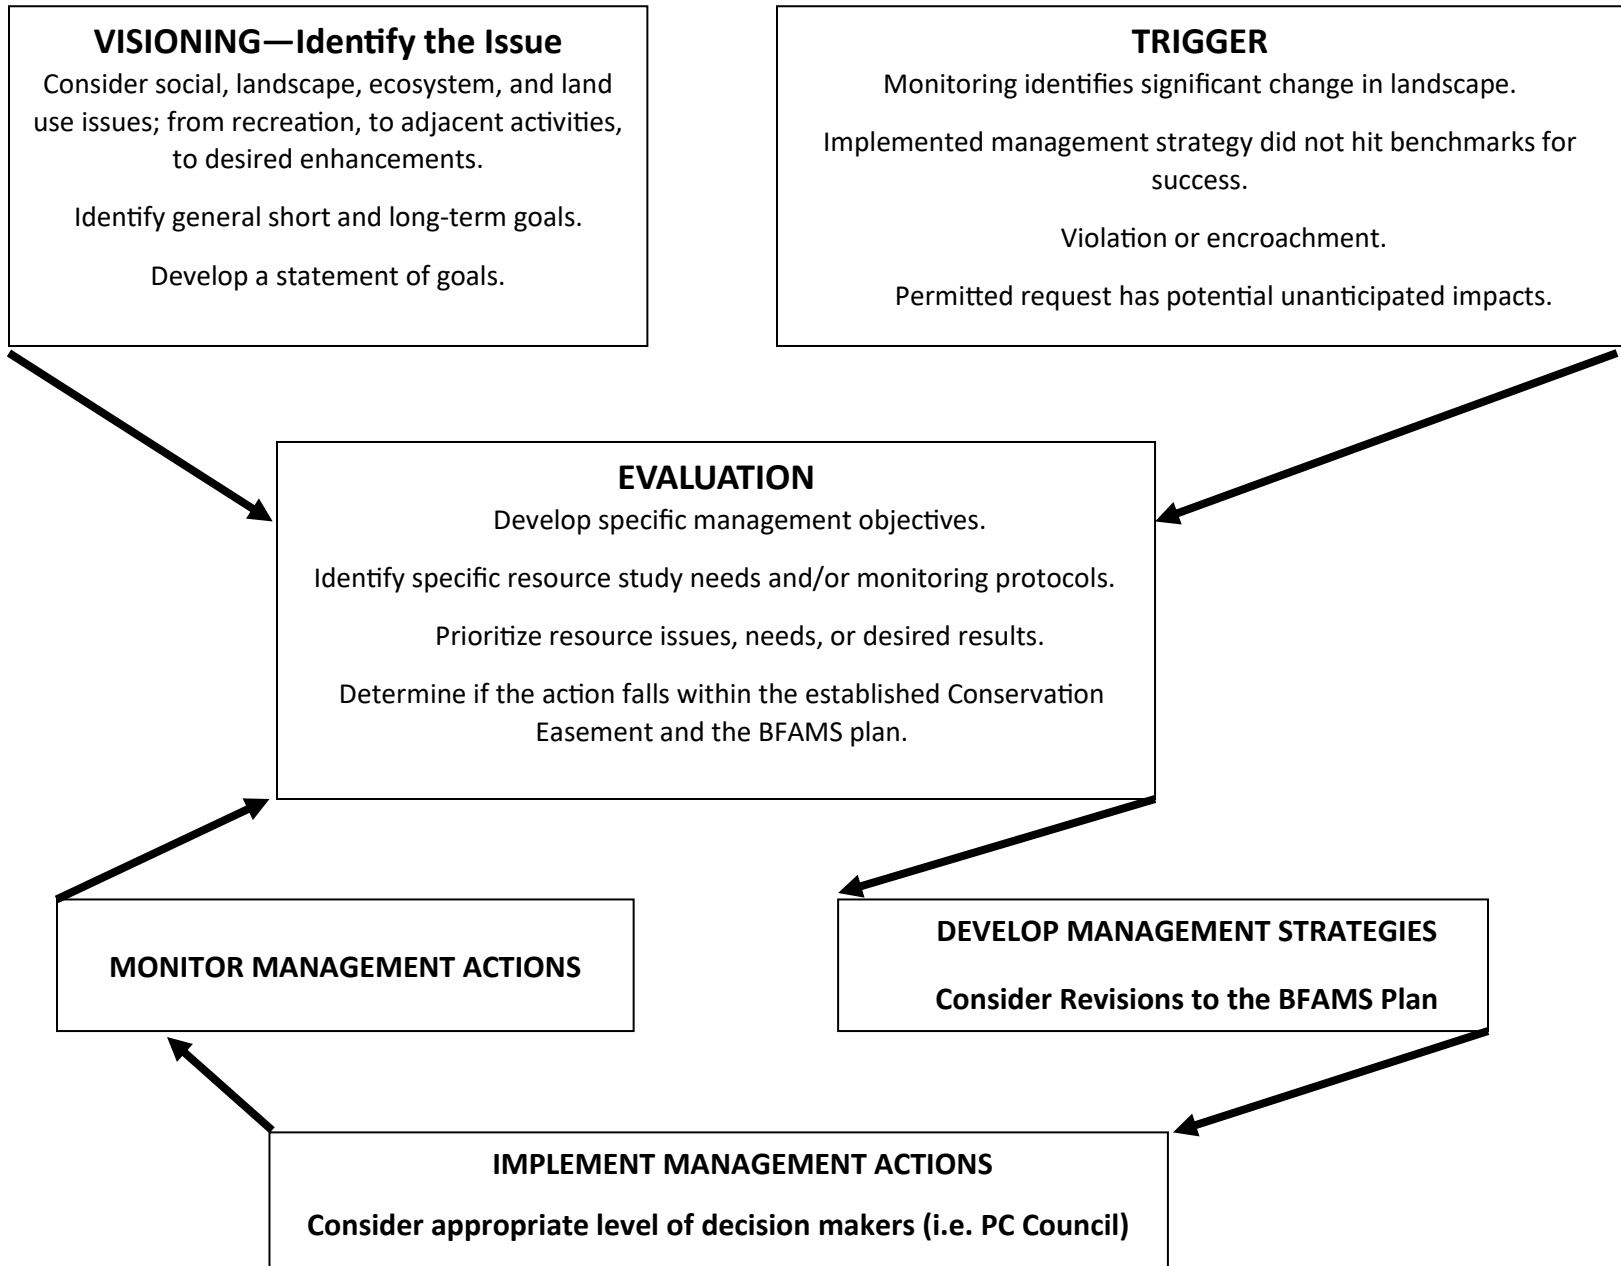 VISIONING—Identify the Issue
Consider social, landscape, ecosystem, and land
use issues; from recreation, to adjacent activities,
to desired enhancements.
Identify general short and long-term goals.
Develop a statement of goals.
TRIGGER
Monitoring identifies significant change in landscape.
Implemented management strategy did not hit benchmarks for
success.
Violation or encroachment.
Permitted request has potential unanticipated impacts.
EVALUATION
Develop specific management objectives.
Identify specific resource study needs and/or monitoring protocols.
Prioritize resource issues, needs, or desired results.
Determine if the action falls within the established Conservation
Easement and the BFAMS plan.
MONITOR MANAGEMENT ACTIONS
DEVELOP MANAGEMENT STRATEGIES
Consider Revisions to the BFAMS Plan
IMPLEMENT MANAGEMENT ACTIONS
Consider appropriate level of decision makers (i.e. PC Council)